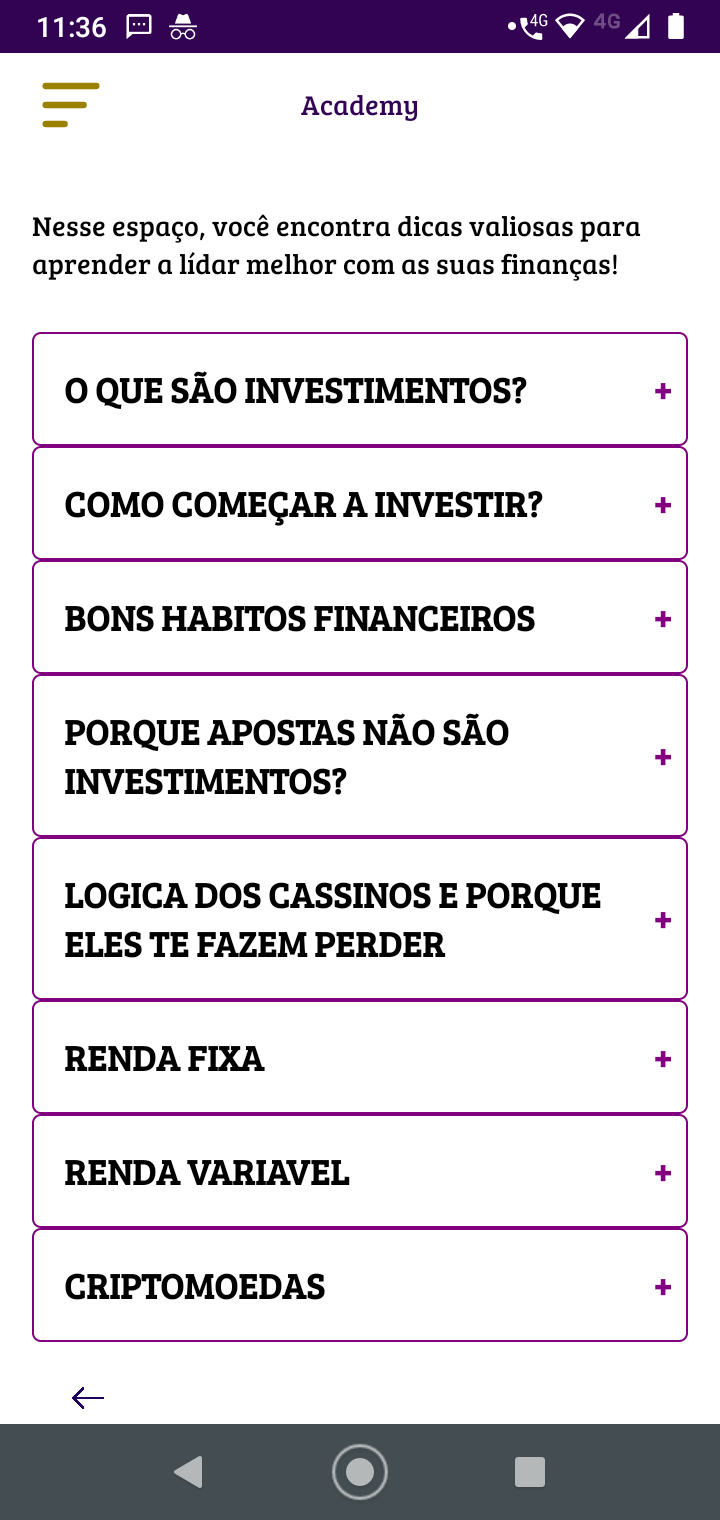 11:36
4G
4G
Academy
Nesse espaço, você encontra dicas valiosas para
aprender a lídar melhor com as suas finanças!
O QUE SÃO INVESTIMENTOS? +
COMO COMEÇAR A INVESTIR? +
BONS HABITOS FINANCEIROS +
PORQUE APOSTAS NÃO SÃO
INVESTIMENTOS? +
LOGICA DOS CASSINOS E PORQUE
ELES TE FAZEM PERDER +
RENDA FIXA +
RENDA VARIAVEL +
CRIPTOMOEDAS +